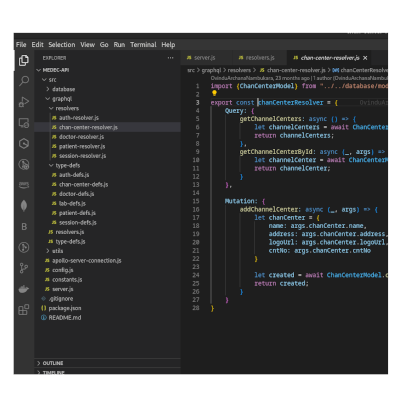 File Edit Selection View Go Run Terminal Help
EXPLORER ...
MEDEC-API
src
database
graphql
resolvers
auth-resolver.js
chan-center-resolver.js
doctor-resolver.js
patient-resolver.js
session-resolver.js
type-defs
auth-defs.js
chan-center-defs.js
doctor-defs.js
lab-defs.js
patient-defs.js
session-defs.js
resolvers.js
type-defs.js
utils
apollo-server-connection.js
config.js
constants.js
server.js
.gitignore
package.json
README.md
OUTLINE
TIMELINE
server.js resolvers.js chan-center-resolver.js
src > graphql > resolvers > chan-center-resolver.js > chanCenterResolve
23 months ago | 1 author
1 import {ChanCenterModel} from "../../database/mod
2
3 export const chanCenterResolver = {
4 Query: {
5 getChannelCenters: async () => {
6 let channelCenters = await ChanCenter
7 return channelCenters;
8 },
9 getChannelCenterById: async (_, args) =>
10 let channelCenter = await ChanCenterM
11 return channelCenter;
12 }
13 },
14
15 Mutation: {
16 addChannelCenter: async (_, args) => {
17 let chanCenter = {
18 name: args.chanCenter.name,
19 address: args.chanCenter.address,
20 logoUrl: args.chanCenter.logoUrl,
21 cntNo: args.chanCenter.cntNo
22 }
23
24 let created = await ChanCenterModel.c
25 return created;
26 }
27 }
28 }